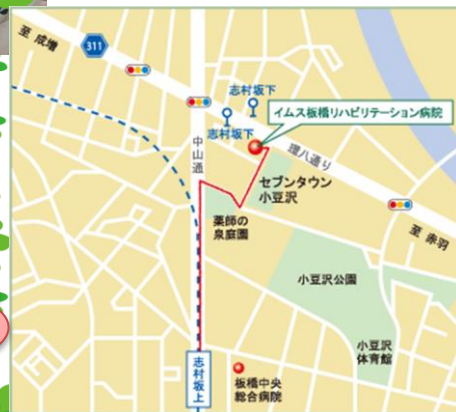 至 成増
311
志村坂下
志村坂下
イムス板橋リハビリテーション病院
中山通
環八通り
セブンタウン
小豆沢
至 赤羽
薬師の
泉庭園
小豆沢公園
小豆沢
体育館
志村坂上
板橋中央
総合病院